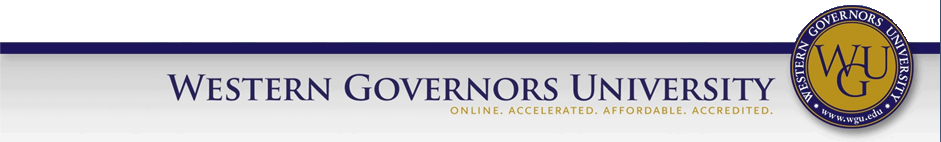 WESTERN GOVERNORS UNIVERSITY
ONLINE. ACCELERATED. AFFORDABLE. ACCREDITED.
WESTERN GOVERNORS UNIVERSITY
WGU
• www.wgu.edu •